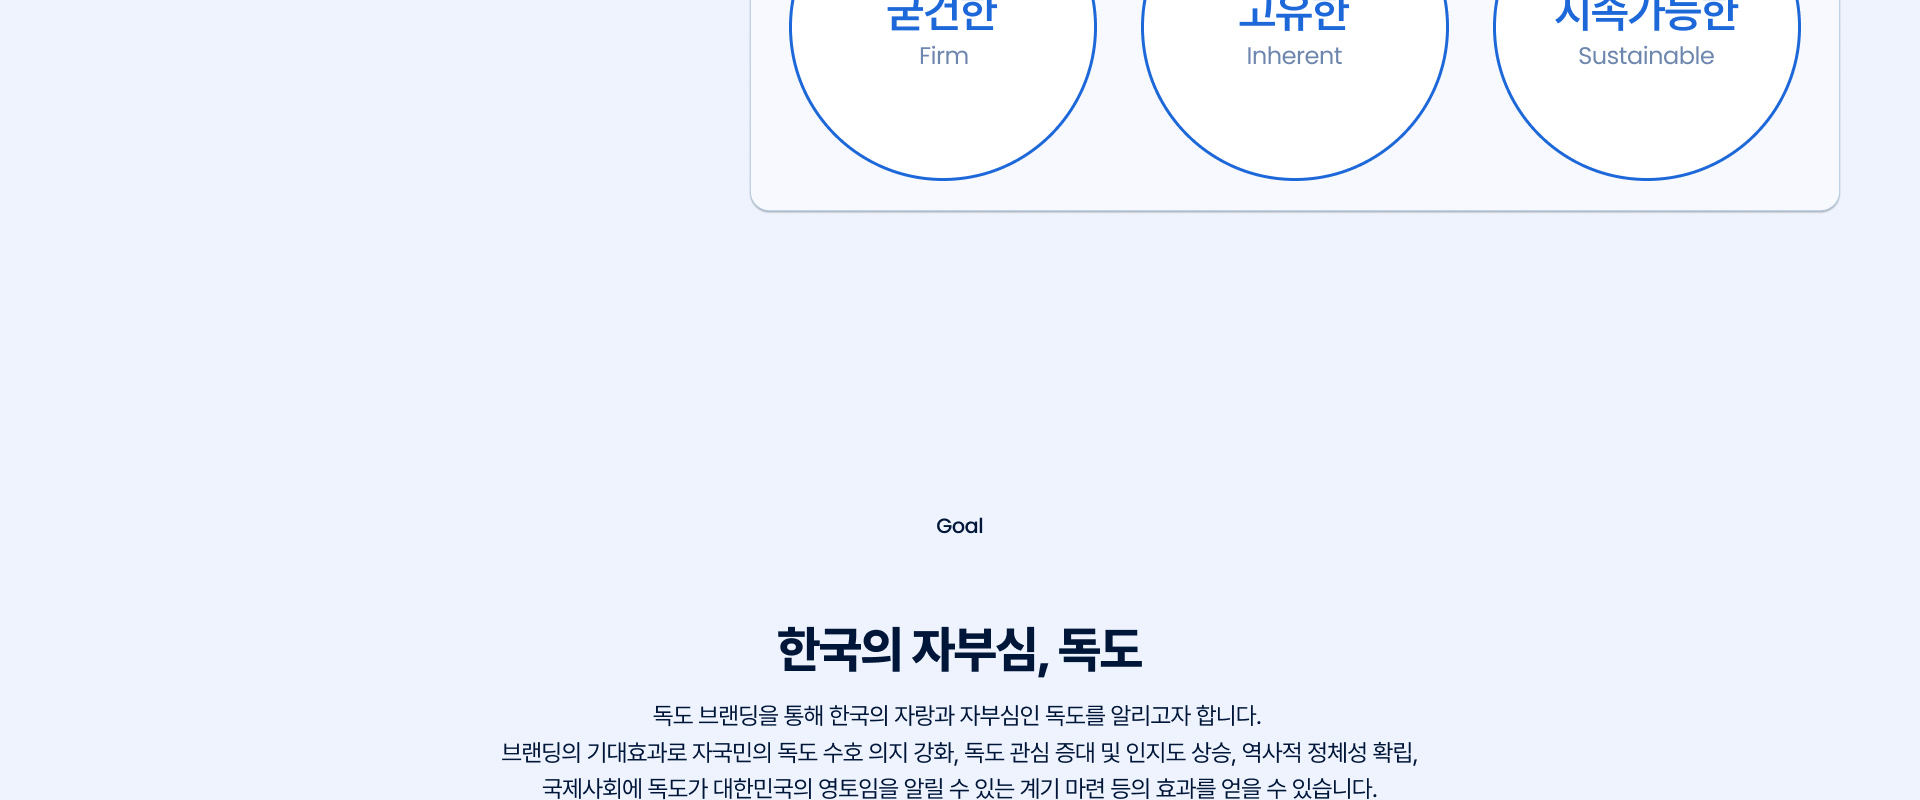 굳건한
고유한
지속가능한
Firm
Inherent
Sustainable
Goal
한국의 자부심, 독도
독도 브랜딩을 통해 한국의 자랑과 자부심인 독도를 알리고자 합니다.
브랜딩의 기대효과로 자국민의 독도 수호 의지 강화, 독도 관심 증대 및 인지도 상승, 역사적 정체성 확립,
국제사회에 독도가 대한민국의 영토임을 알릴 수 있는 계기 마련 등의 효과를 얻을 수 있습니다.